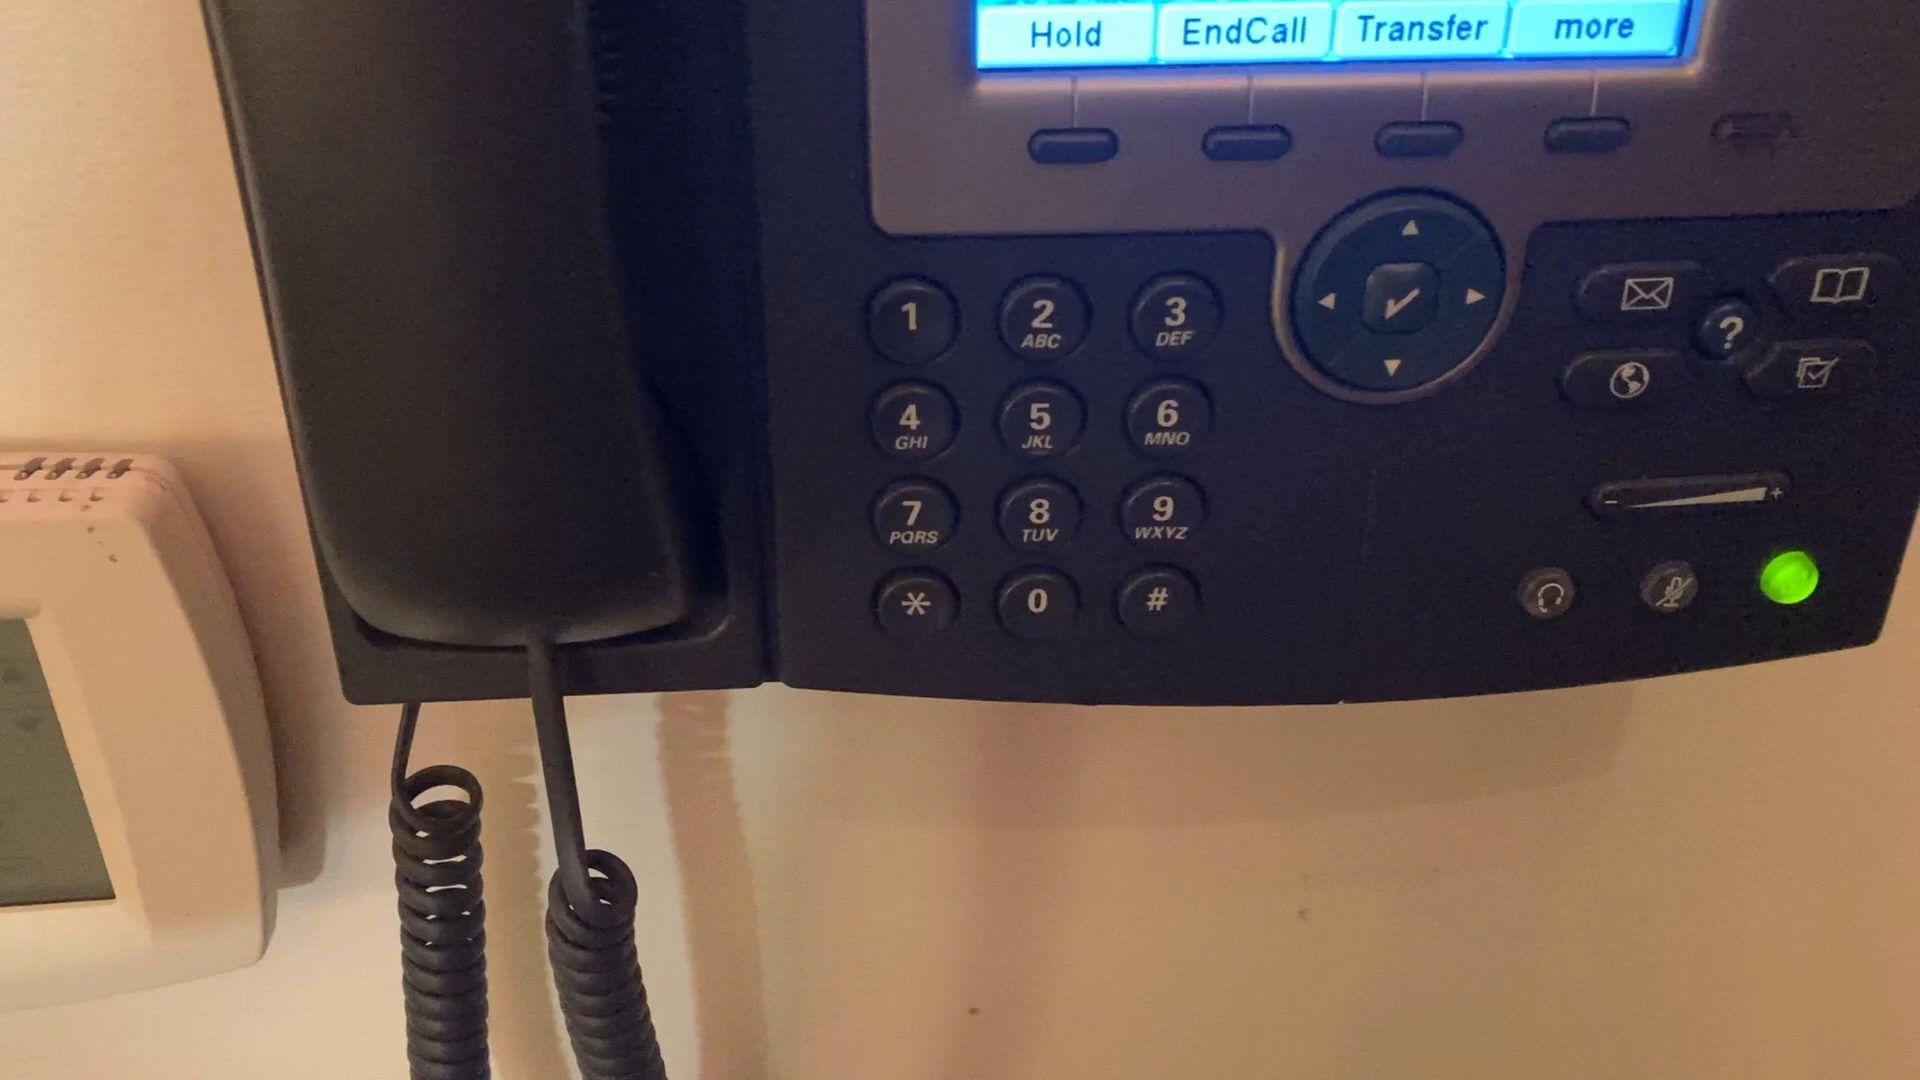 Hold EndCall Transfer more
1 2 3
ABC DEF
4 5 6
GHI JKL MNO
7 8 9
PQRS TUV WXYZ
* 0 #
?
- +